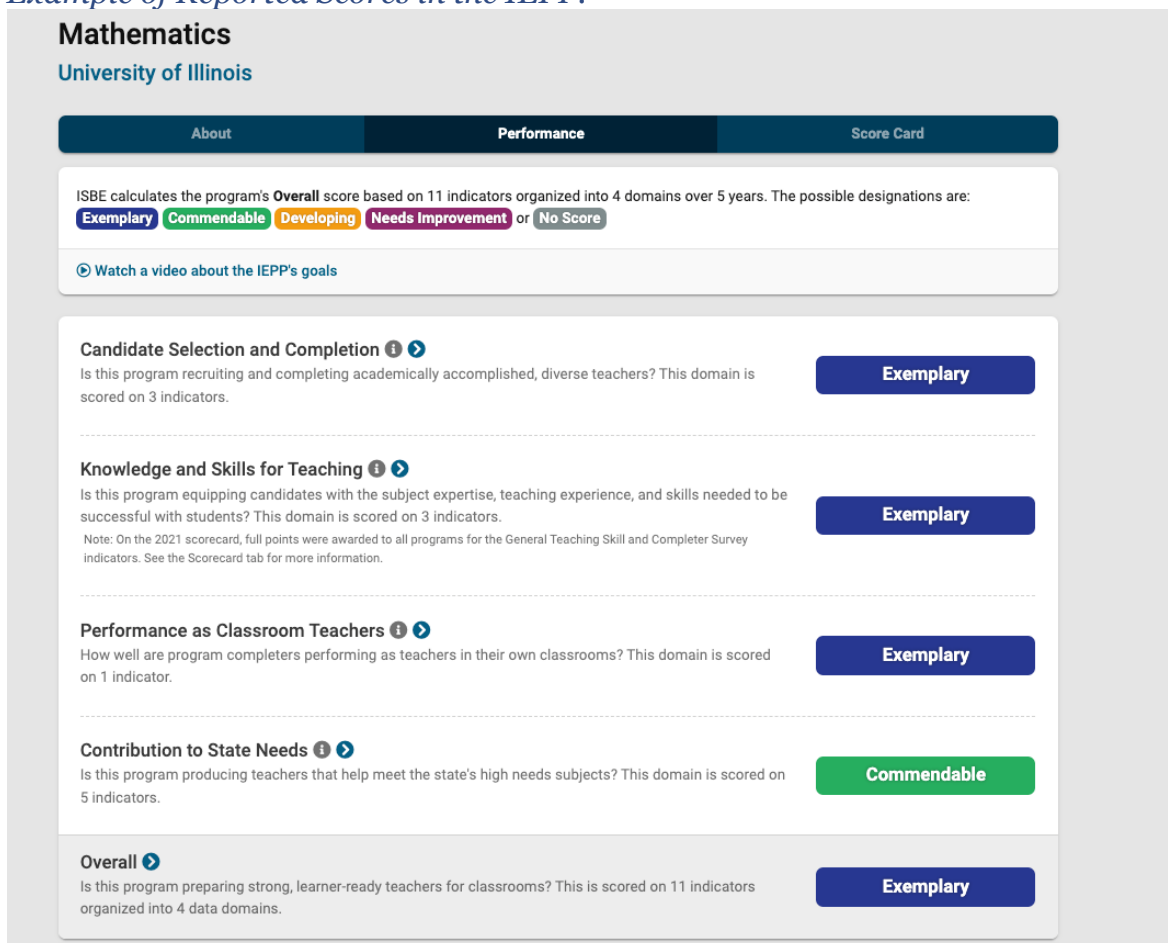 Example of Reported Scores in the IEPP:
Mathematics
University of Illinois
About Performance Score Card
ISBE calculates the program's Overall score based on 11 indicators organized into 4 domains over 5 years. The possible designations are:
Exemplary Commendable Developing Needs Improvement or No Score
Watch a video about the IEPP's goals
Candidate Selection and Completion
Is this program recruiting and completing academically accomplished, diverse teachers? This domain is
scored on 3 indicators.
Exemplary
Knowledge and Skills for Teaching
Is this program equipping candidates with the subject expertise, teaching experience, and skills needed to be
successful with students? This domain is scored on 3 indicators.
Note: On the 2021 scorecard, full points were awarded to all programs for the General Teaching Skill and Completer Survey
indicators. See the Scorecard tab for more information.
Exemplary
Performance as Classroom Teachers
How well are program completers performing as teachers in their own classrooms? This domain is scored
on 1 indicator.
Exemplary
Contribution to State Needs
Is this program producing teachers that help meet the state's high needs subjects? This domain is scored on
5 indicators.
Commendable
Overall
Is this program preparing strong, learner-ready teachers for classrooms? This is scored on 11 indicators
organized into 4 data domains.
Exemplary